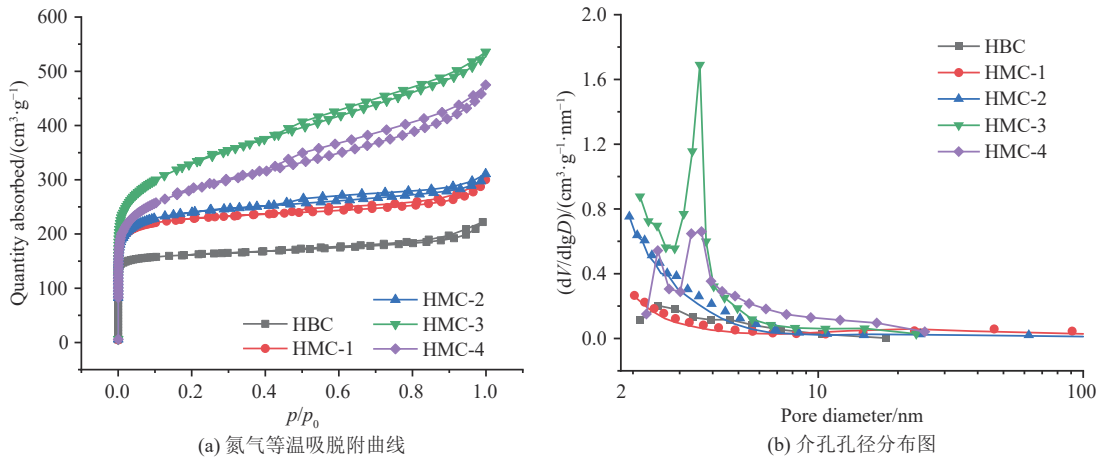 600
500
400
300
200
100
0
0.0 0.2 0.4 0.6 0.8 1.0
Quantity absorbed/(cm³·g⁻¹)
p/p₀
HBC
HMC-1
HMC-2
HMC-3
HMC-4
(a) 氮气等温吸脱附曲线
2.0
1.6
1.2
0.8
0.4
0.0
2 10 100
(dV/dlgD)/(cm³·g⁻¹·nm⁻¹)
Pore diameter/nm
HBC
HMC-1
HMC-2
HMC-3
HMC-4
(b) 介孔孔径分布图